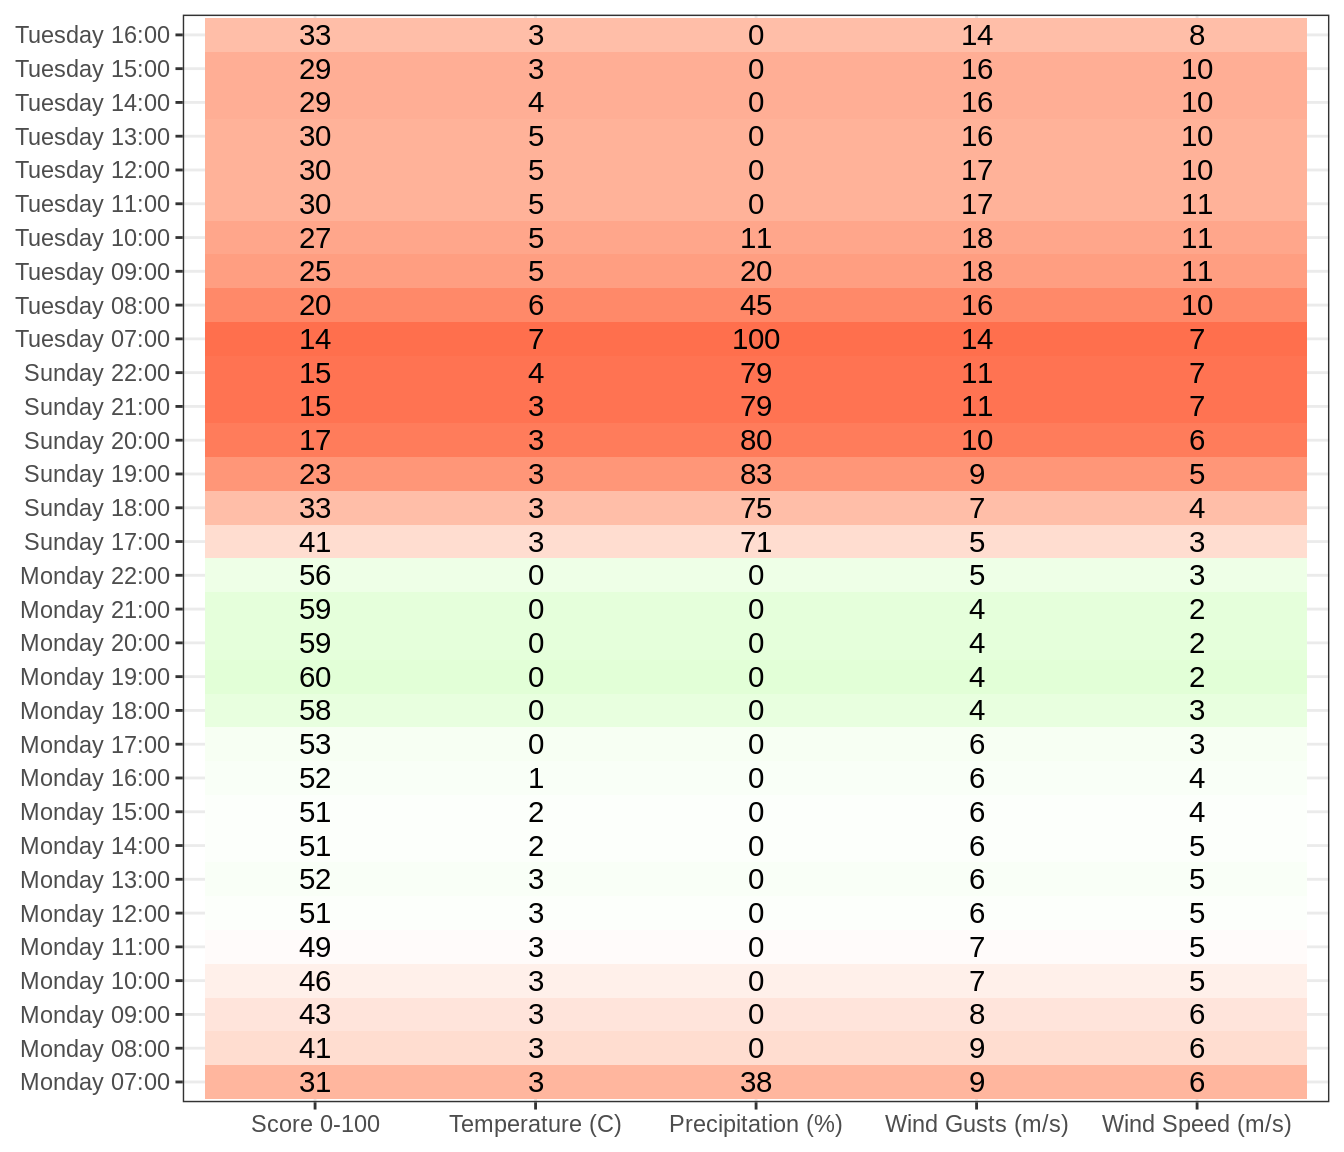 Tuesday 16:00 33 3 0 14 8
Tuesday 15:00 29 3 0 16 10
Tuesday 14:00 29 4 0 16 10
Tuesday 13:00 30 5 0 16 10
Tuesday 12:00 30 5 0 17 10
Tuesday 11:00 30 5 0 17 11
Tuesday 10:00 27 5 11 18 11
Tuesday 09:00 25 5 20 18 11
Tuesday 08:00 20 6 45 16 10
Tuesday 07:00 14 7 100 14 7
Sunday 22:00 15 4 79 11 7
Sunday 21:00 15 3 79 11 7
Sunday 20:00 17 3 80 10 6
Sunday 19:00 23 3 83 9 5
Sunday 18:00 33 3 75 7 4
Sunday 17:00 41 3 71 5 3
Monday 22:00 56 0 0 5 3
Monday 21:00 59 0 0 4 2
Monday 20:00 59 0 0 4 2
Monday 19:00 60 0 0 4 2
Monday 18:00 58 0 0 4 3
Monday 17:00 53 0 0 6 3
Monday 16:00 52 1 0 6 4
Monday 15:00 51 2 0 6 4
Monday 14:00 51 2 0 6 5
Monday 13:00 52 3 0 6 5
Monday 12:00 51 3 0 6 5
Monday 11:00 49 3 0 7 5
Monday 10:00 46 3 0 7 5
Monday 09:00 43 3 0 8 6
Monday 08:00 41 3 0 9 6
Monday 07:00 31 3 38 9 6
Score 0-100 Temperature (C) Precipitation (%) Wind Gusts (m/s) Wind Speed (m/s)